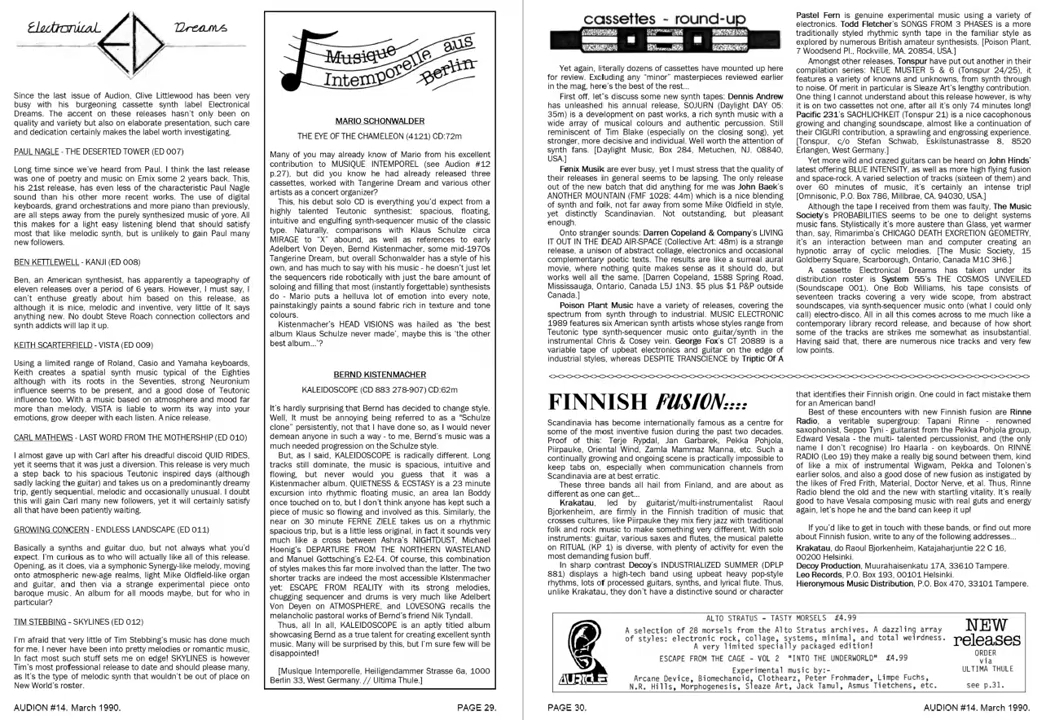 Electronical Dreams
Since the last issue of Audion, Clive Littlewood has been very
busy with his burgeoning cassette synth label Electronical
Dreams. The accent on these releases hasn't only been on
quality and variety but also on elaborate presentation, such care
and dedication certainly makes the label worth investigating.
PAUL NAGLE - THE DESERTED TOWER (ED 007)
Long time since we've heard from Paul. I think the last release
was one of poetry and music on Emix some 2 years back. This,
his 21st release, has even less of the characteristic Paul Nagle
sound than his other more recent works. The use of digital
keyboards, grand orchestrations and more piano than previously,
are all steps away from the purely synthesized music of yore. All
this makes for a light easy listening blend that should satisfy
most that like melodic synth, but is unlikely to gain Paul many
new followers.
BEN KETTLEWELL - KANJI (ED 008)
Ben, an American synthesist, has apparently a tapeography of
eleven releases over a period of 6 years. However, I must say, I
can't enthuse greatly about him based on this release, as
although it is nice, melodic and inventive, very little of It says
anything new. No doubt Steve Roach connection collectors and
synth addicts will lap it up.
KEITH SCARTERFIELD - VISTA (ED 009)
Using a limited range of Roland, Casio and Yamaha keyboards,
Keith creates a spatial synth music typical of the Eighties
although with its roots in the Seventies, strong Neuronium
influence seems to be present, and a good dose of Teutonic
influence too. With a music based on atmosphere and mood far
more than melody, VISTA is liable to worm its way into your
emotions, grow deeper with each listen. A nice release.
CARL MATHEWS - LAST WORD FROM THE MOTHERSHIP (ED 010)
I almost gave up with Carl after his dreadful discoid QUID RIDES,
yet it seems that it was just a diversion. This release is very much
a step back to his spacious Teutonic inspired days (although
sadly lacking the guitar) and takes us on a predominantly dreamy
trip, gently sequential, melodic and occasionally unusual. I doubt
this will gain Carl many new followers, yet it will certainly satisfy
all that have been patiently waiting.
GROWING CONCERN - ENDLESS LANDSCAPE (ED 011)
Basically a synths and guitar duo, but not always what you'd
expect. I'm curious as to who will actually like all of this release.
Opening, as it does, via a symphonic Synergy-like melody, moving
onto atmospheric new-age realms, light Mike Oldfield-like organ
and guitar, and then via a strange experimental piece onto
baroque music. An album for all moods maybe, but for who in
particular?
TIM STEBBING - SKYLINES (ED 012)
I'm afraid that very little of Tim Stebbing's music has done much
for me. I never have been into pretty melodies or romantic music,
In fact most such stuff sets me on edge! SKYLINES is however
Tim's most professional release to date and should please many,
as It's the type of melodic synth that wouldn't be out of place on
New World's roster.
AUDION #14. March 1990.
Musique
Intemporelle aus
Berlin
MARIO SCHONWALDER
THE EYE OF THE CHAMELEON (4121) CD:72m
Many of you may already know of Mario from his excellent
contribution to MUSIQUE INTEMPOREL (see Audion #12
p.27), but did you know he had already released three
cassettes, worked with Tangerine Dream and various other
artists as a concert organizer?
This, his debut solo CD is everything you'd expect from a
highly talented Teutonic synthesist; spacious, floating,
intuitive and engulfing synth-sequencer music of the classic
type. Naturally, comparisons with Klaus Schulze circa
MIRAGE to "X" abound, as well as references to early
Adelbert Von Deyen, Bernd Kistenmacher, some mid-1970s
Tangerine Dream, but overall Schonwalder has a style of his
own, and has much to say with his music - he doesn't just let
the sequencers ride robotically with just the bare amount of
soloing and filling that most (instantly forgettable) synthesists
do - Mario puts a helluva lot of emotion into every note,
painstakingly paints a sound fabric rich in texture and tone
colours.
Kistenmacher's HEAD VISIONS was hailed as 'the best
album Klaus Schulze never made', maybe this is 'the other
best album...'?
BERND KISTENMACHER
KALEIDOSCOPE (CD 883 278-907) CD:62m
It's hardly surprising that Bernd has decided to change style.
Well, It must be annoying being referred to as a "Schulze
clone" persistently, not that I have done so, as I would never
demean anyone in such a way - to me, Bernd's music was a
much needed progression on the Schulze style.
But, as I said, KALEIDOSCOPE is radically different. Long
tracks still dominate, the music is spacious, intuitive and
flowing, but never would you guess that it was a
Kistenmacher album. QUIETNESS & ECSTASY is a 23 minute
excursion into rhythmic floating music, an area Ian Boddy
once touched on to, but I don't think anyone has kept such a
piece of music so flowing and involved as this. Similarly, the
near on 30 minute FERNE ZIELE takes us on a rhythmic
spacious trip, but is a little less original, in fact it sounds very
much like a cross between Ashra's NIGHTDUST, Michael
Hoenig's DEPARTURE FROM THE NORTHERN WASTELAND
and Manuel Gottsching's E2-E4. Of course, this combination
of styles makes this far more involved than the latter. The two
shorter tracks are indeed the most accessible Kistenmacher
yet: ESCAPE FROM REALITY with its strong melodies,
chugging sequencer and drums is very much like Adelbert
Von Deyen on ATMOSPHERE, and LOVESONG recalls the
melancholic pastoral works of Bernd's friend Nik Tyndall.
Thus, all In all, KALEIDOSCOPE is an aptly titled album
showcasing Bernd as a true talent for creating excellent synth
music. Many will be surprised by this, but I'm sure few will be
disappointed!
[Musique Intemporelle, Heiligendammer Strasse 6a, 1000
Berlin 33, West Germany. // Ultima Thule.]
PAGE 29.
cassettes - round-up
Yet again, literally dozens of cassettes have mounted up here
for review. Excluding any "minor" masterpieces reviewed earlier
in the mag, here's the best of the rest...
First off, let's discuss some new synth tapes: Dennis Andrew
has unleashed his annual release, SOJURN (Daylight DAY 05:
35m) is a development on past works, a rich synth music with a
wide array of musical colours and authentic percussion. Still
reminiscent of Tim Blake (especially on the closing song), yet
stronger, more decisive and individual. Well worth the attention of
synth fans. [Daylight Music, Box 284, Metuchen, NJ. 08840,
USA.]
Fønix Musik are ever busy, yet I must stress that the quality of
their releases in general seems to be lapsing. The only release
out of the new batch that did anything for me was John Baek's
ANOTHER MOUNTAIN (FMF 1028: 44m) which is a nice blending
of synth and folk, not far away from some Mike Oldfield in style,
yet distinctly Scandinavian. Not outstanding, but pleasant
enough.
Onto stranger sounds: Darren Copeland & Company's LIVING
IT OUT IN THE DEAD AIR-SPACE (Collective Art: 48m) is a strange
release, a unison of abstract collage, electronics and occasional
complementary poetic texts. The results are like a surreal aural
movie, where nothing quite makes sense as it should do, but
works well all the same. [Darren Copeland, 1588 Spring Road,
Mississauga, Ontario, Canada L5J 1N3. $5 plus $1 P&P outside
Canada.]
Poison Plant Music have a variety of releases, covering the
spectrum from synth through to industrial. MUSIC ELECTRONIC
1989 features six American synth artists whose styles range from
Teutonic type synth-sequencer music onto guitar/synth in the
instrumental Chris & Cosey vein. George Fox's CT 20889 is a
variable tape of upbeat electronics and guitar on the edge of
industrial styles, whereas DESPITE TRANSCIENCE by Triptic Of A
Pastel Fern is genuine experimental music using a variety of
electronics. Todd Fletcher's SONGS FROM 3 PHASES is a more
traditionally styled rhythmic synth tape in the familiar style as
explored by numerous British amateur synthesists. [Poison Plant,
7 Woodsend Pl., Rockville, MA. 20854, USA.]
Amongst other releases, Tonspur have put out another in their
compilation series: NEUE MUSTER 5 & 6 (Tonspur 24/25), it
features a variety of knowns and unknowns, from synth through
to noise. Of merit in particular is Sleaze Art's lengthy contribution.
One thing I cannot understand about this release however, is why
it is on two cassettes not one, after all it's only 74 minutes long!
Pacific 231's SACHLICHKEIT (Tonspur 21) is a nice cacophonous
growing and changing soundscape, almost like a continuation of
their CIGURI contribution, a sprawling and engrossing experience.
[Tonspur, c/o Stefan Schwab, Eskilstunastrasse 8, 8520
Erlangen, West Germany.]
Yet more wild and crazed guitars can be heard on John Hinds'
latest offering BLUE INTENSITY, as well as more high flying fusion
and space-rock. A varied selection of tracks (sixteen of them) and
over 60 minutes of music, it's certainly an intense trip!
[Omnisonic, P.O. Box 786, Millbrae, CA. 94030, USA.]
Although the tape I received from them was faulty, The Music
Society's PROBABILITIES seems to be one to delight systems
music fans. Stylistically it's more austere than Glass, yet warmer
than, say, Rimarimba's CHICAGO DEATH EXCRETION GEOMETRY,
it's an interaction between man and computer creating an
hypnotic array of cyclic melodies. [The Music Society, 15
Goldberry Square, Scarborough, Ontario, Canada M1C 3H6.]
A cassette Electronical Dreams has taken under its
distribution roster is System 55's THE COSMOS UNVEILED
(Soundscape 001). One Bob Williams, his tape consists of
seventeen tracks covering a very wide scope, from abstract
soundscapes, via synth-sequencer music onto (what I could only
call) electro-disco. All in all this comes across to me much like a
contemporary library record release, and because of how short
some of the tracks are strikes me somewhat as insubstantial.
Having said that, there are numerous nice tracks and very few
low points.
FINNISH FUSION....
Scandinavia has become internationally famous as a centre for
some of the most inventive fusion during the past two decades.
Proof of this: Terje Rypdal, Jan Garbarek, Pekka Pohjola,
Piirpauke, Oriental Wind, Zamla Mammaz Manna, etc. Such a
continually growing and ongoing scene is practically impossible to
keep tabs on, especially when communication channels from
Scandinavia are at best erratic.
These three bands all hail from Finland, and are about as
different as one can get...
Krakatau, led by guitarist/multi-instrumentalist Raoul
Bjorkenheim, are firmly in the Finnish tradition of music that
crosses cultures, like Piirpauke they mix fiery jazz with traditional
folk and rock music to make something very different. With solo
instruments: guitar, various saxes and flutes, the musical palette
on RITUAL (KP 1) is diverse, with plenty of activity for even the
most demanding fusion buff.
In sharp contrast Decoy's INDUSTRIALIZED SUMMER (DPLP
881) displays a high-tech band using upbeat heavy pop-style
rhythms, lots of processed guitars, synths, and lyrical flute. Thus,
unlike Krakatau, they don't have a distinctive sound or character
that identifies their Finnish origin. One could in fact mistake them
for an American band!
Best of these encounters with new Finnish fusion are Rinne
Radio, a veritable supergroup: Tapani Rinne - renowned
saxophonist, Seppo Tyni - guitarist from the Pekka Pohjola group,
Edward Vesala - the multi- talented percussionist, and (the only
name I don't recognise) Iro Haarla - on keyboards. On RINNE
RADIO (Leo 19) they make a really big sound between them, kind
of like a mix of instrumental Wigwam, Pekka and Tolonen's
earlier solos, and also a good dose of new fusion as instigated by
the likes of Fred Frith, Material, Doctor Nerve, et al. Thus, Rinne
Radio blend the old and the new with startling vitality. It's really
good to have Vesala composing music with real guts and energy
again, let's hope he and the band can keep it up!
If you'd like to get in touch with these bands, or find out more
about Finnish fusion, write to any of the following addresses...
Krakatau, do Raoul Bjorkenheim, Katajaharjuntie 22 C 16,
00200 Helsinki.
Decoy Production, Muurahaisenkatu 17A, 33610 Tampere.
Leo Records, P.O. Box 193, 00101 Helsinki.
Hieronymous Music Distribution, P.O. Box 470, 33101 Tampere.
AURICLE
ALTO STRATUS - TASTY MORSELS £4.99
A selection of 28 morsels from the Alto Stratus archives. A dazzling array
of styles: electronic rock, collage, systems, minimal, and total weirdness.
A very limited specially packaged edition!
ESCAPE FROM THE CAGE - VOL 2 "INTO THE UNDERWORLD" £4.99
Experimental music by:-
Arcane Device, Biomechanoid, Clothearz, Peter Frohmader, Limpe Fuchs,
N.R. Hills, Morphogenesis, Sleaze Art, Jack Tamul, Asmus Tietchens, etc.
NEW
releases
ORDER
via
ULTIMA THULE
see p.31.
PAGE 30.
AUDION #14. March 1990.